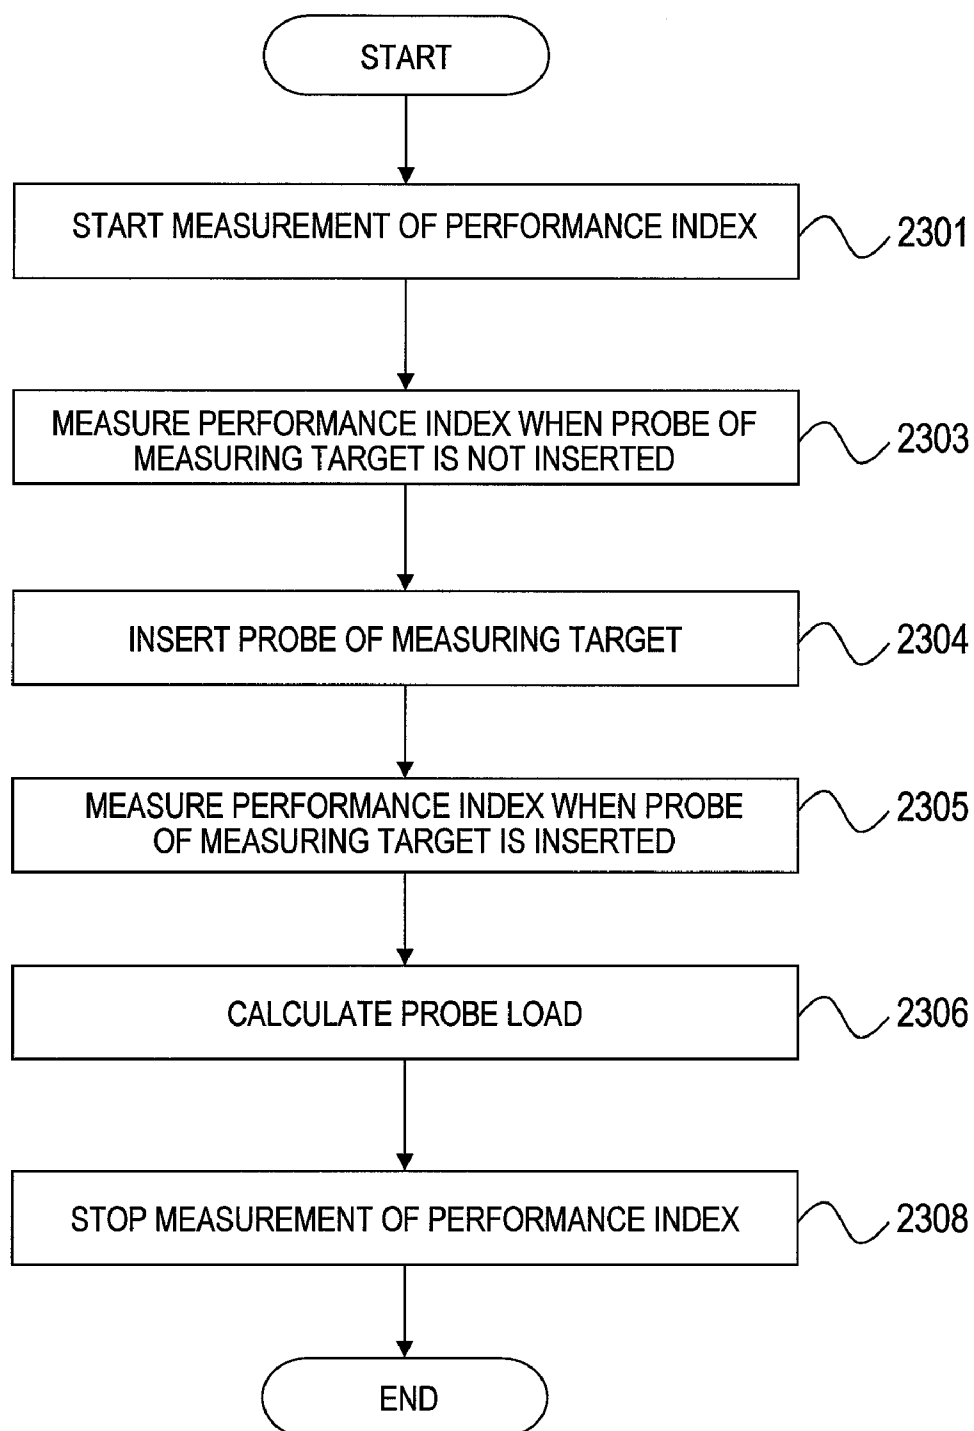 START
START MEASUREMENT OF PERFORMANCE INDEX
2301
MEASURE PERFORMANCE INDEX WHEN PROBE OF
MEASURING TARGET IS NOT INSERTED
2303
INSERT PROBE OF MEASURING TARGET
2304
MEASURE PERFORMANCE INDEX WHEN PROBE
OF MEASURING TARGET IS INSERTED
2305
CALCULATE PROBE LOAD
2306
STOP MEASUREMENT OF PERFORMANCE INDEX
2308
END